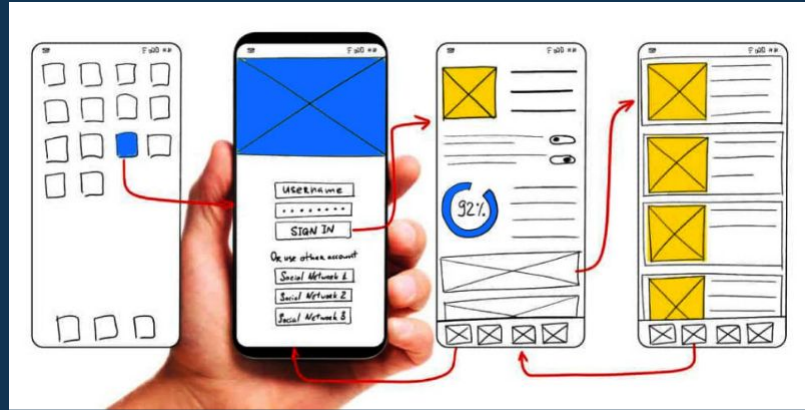 Username
SIGN IN
Or use other account
Social Network 1
Social Network 2
Social Network 3
92%